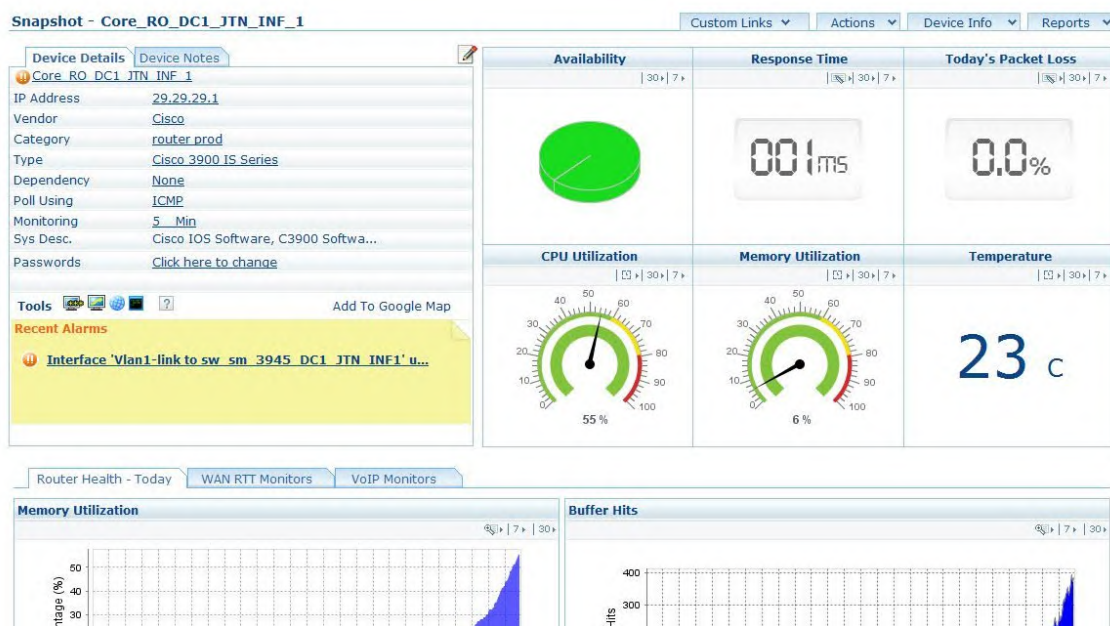 Snapshot - Core_RO_DC1_JTN_INF_1
Custom Links
Actions
Device Info
Reports
Device Details
Device Notes
Core_RO_DC1_JTN_INF_1
IP Address 29.29.29.1
Vendor Cisco
Category router prod
Type Cisco 3900 IS Series
Dependency None
Poll Using ICMP
Monitoring 5 Min
Sys Desc. Cisco IOS Software, C3900 Softwa...
Passwords Click here to change
Tools ? Add To Google Map
Recent Alarms
Interface 'Vlan1-link to sw_sm_3945_DC1_JTN_INF1' u...
Availability
30 7
Response Time
30 7
001 ms
Today's Packet Loss
30 7
0.0%
CPU Utilization
30 7
0 10 20 30 40 50 60 70 80 90 100
55 %
Memory Utilization
30 7
0 10 20 30 40 50 60 70 80 90 100
6 %
Temperature
30 7
23 C
Router Health - Today
WAN RTT Monitors
VoIP Monitors
Memory Utilization
7 30
50
40
30
Buffer Hits
7 30
400
300
Hits